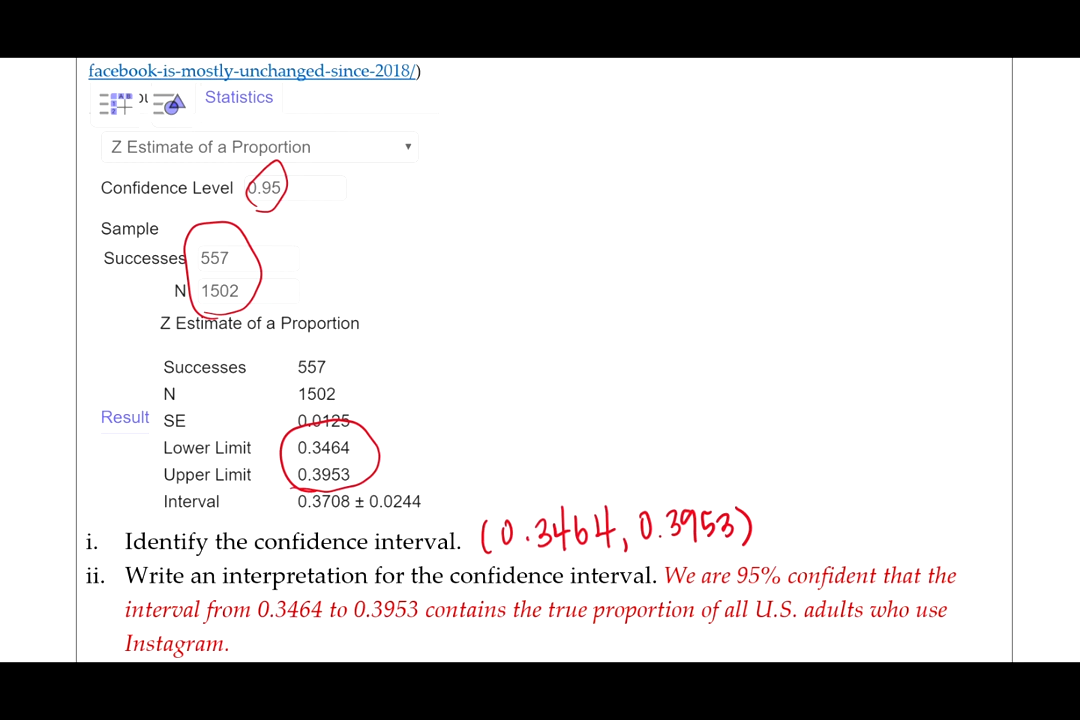 facebook-is-mostly-unchanged-since-2018/)
Statistics
Z Estimate of a Proportion
Confidence Level 0.95
Sample
Successes 557
N 1502
Z Estimate of a Proportion
Successes 557
N 1502
Result SE 0.0125
Lower Limit 0.3464
Upper Limit 0.3953
Interval 0.3708 ± 0.0244
i. Identify the confidence interval. (0.3464, 0.3953)
ii. Write an interpretation for the confidence interval. We are 95% confident that the
interval from 0.3464 to 0.3953 contains the true proportion of all U.S. adults who use
Instagram.